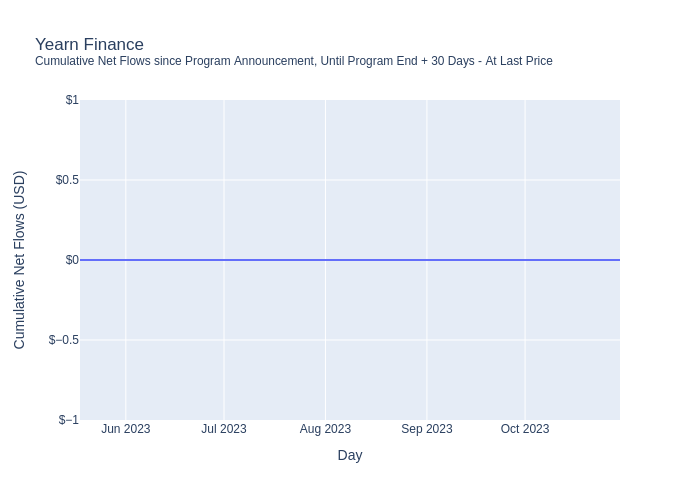 Yearn Finance
Cumulative Net Flows since Program Announcement, Until Program End + 30 Days - At Last Price
$1
$0.5
$0
$−0.5
$−1
Cumulative Net Flows (USD)
Jun 2023
Jul 2023
Aug 2023
Sep 2023
Oct 2023
Day